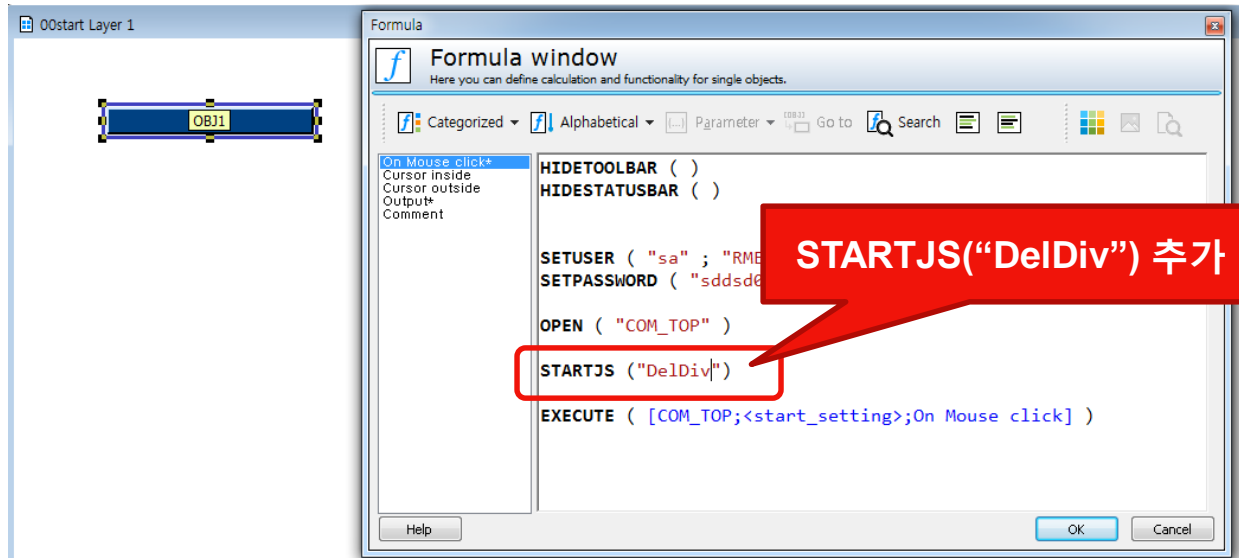 00start Layer 1
OBJ1
Formula
Formula window
Here you can define calculation and functionality for single objects.
Categorized
Alphabetical
Parameter
Go to
Search
On Mouse click*
Cursor inside
Cursor outside
Output*
Comment
HIDETOOLBAR ( )
HIDESTATUSBAR ( )
SETUSER ( "sa" ;
SETPASSWORD (
OPEN ( "COM_TOP" )
STARTJS ("DelDiv")
EXECUTE ( [COM_TOP;<start_setting>;On Mouse click] )
STARTJS(“DelDiv”) 추가
Help
OK
Cancel